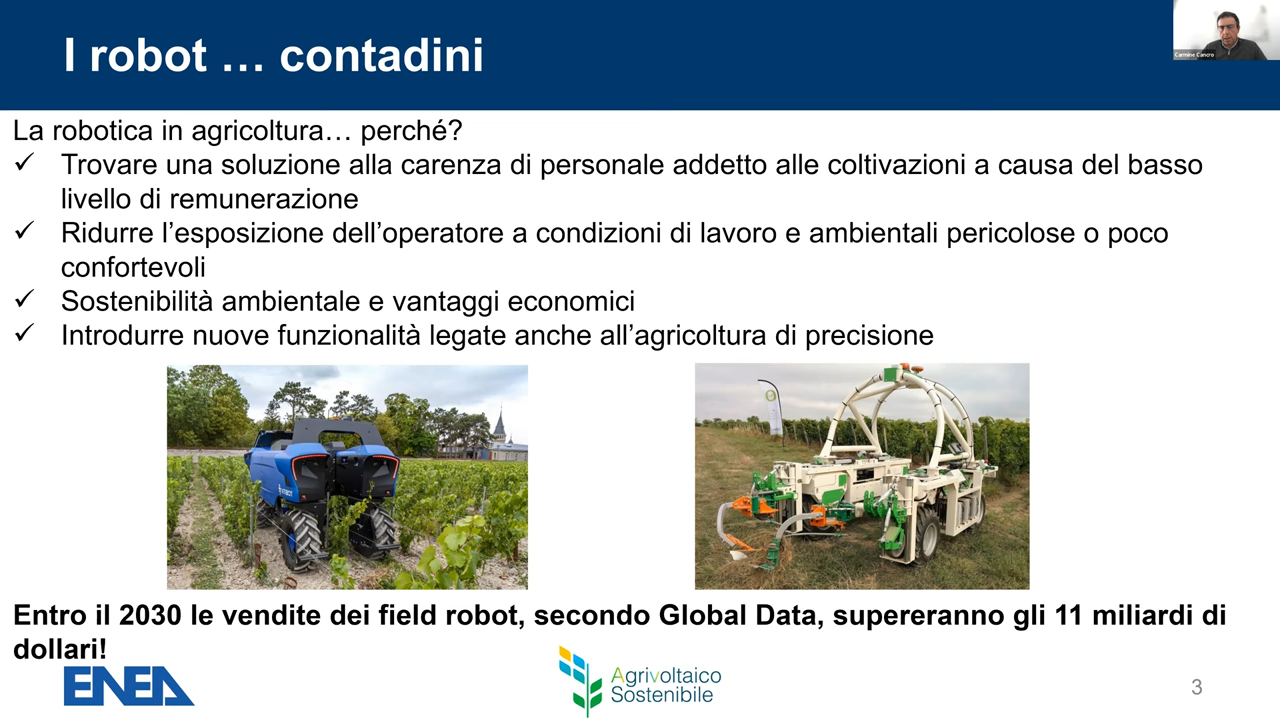 I robot … contadini
Carmine Cancro
La robotica in agricoltura… perché?
✓ Trovare una soluzione alla carenza di personale addetto alle coltivazioni a causa del basso
livello di remunerazione
✓ Ridurre l’esposizione dell’operatore a condizioni di lavoro e ambientali pericolose o poco
confortevoli
✓ Sostenibilità ambientale e vantaggi economici
✓ Introdurre nuove funzionalità legate anche all’agricoltura di precisione
Entro il 2030 le vendite dei field robot, secondo Global Data, supereranno gli 11 miliardi di
dollari!
ENEA
Agrivoltaico
Sostenibile
3